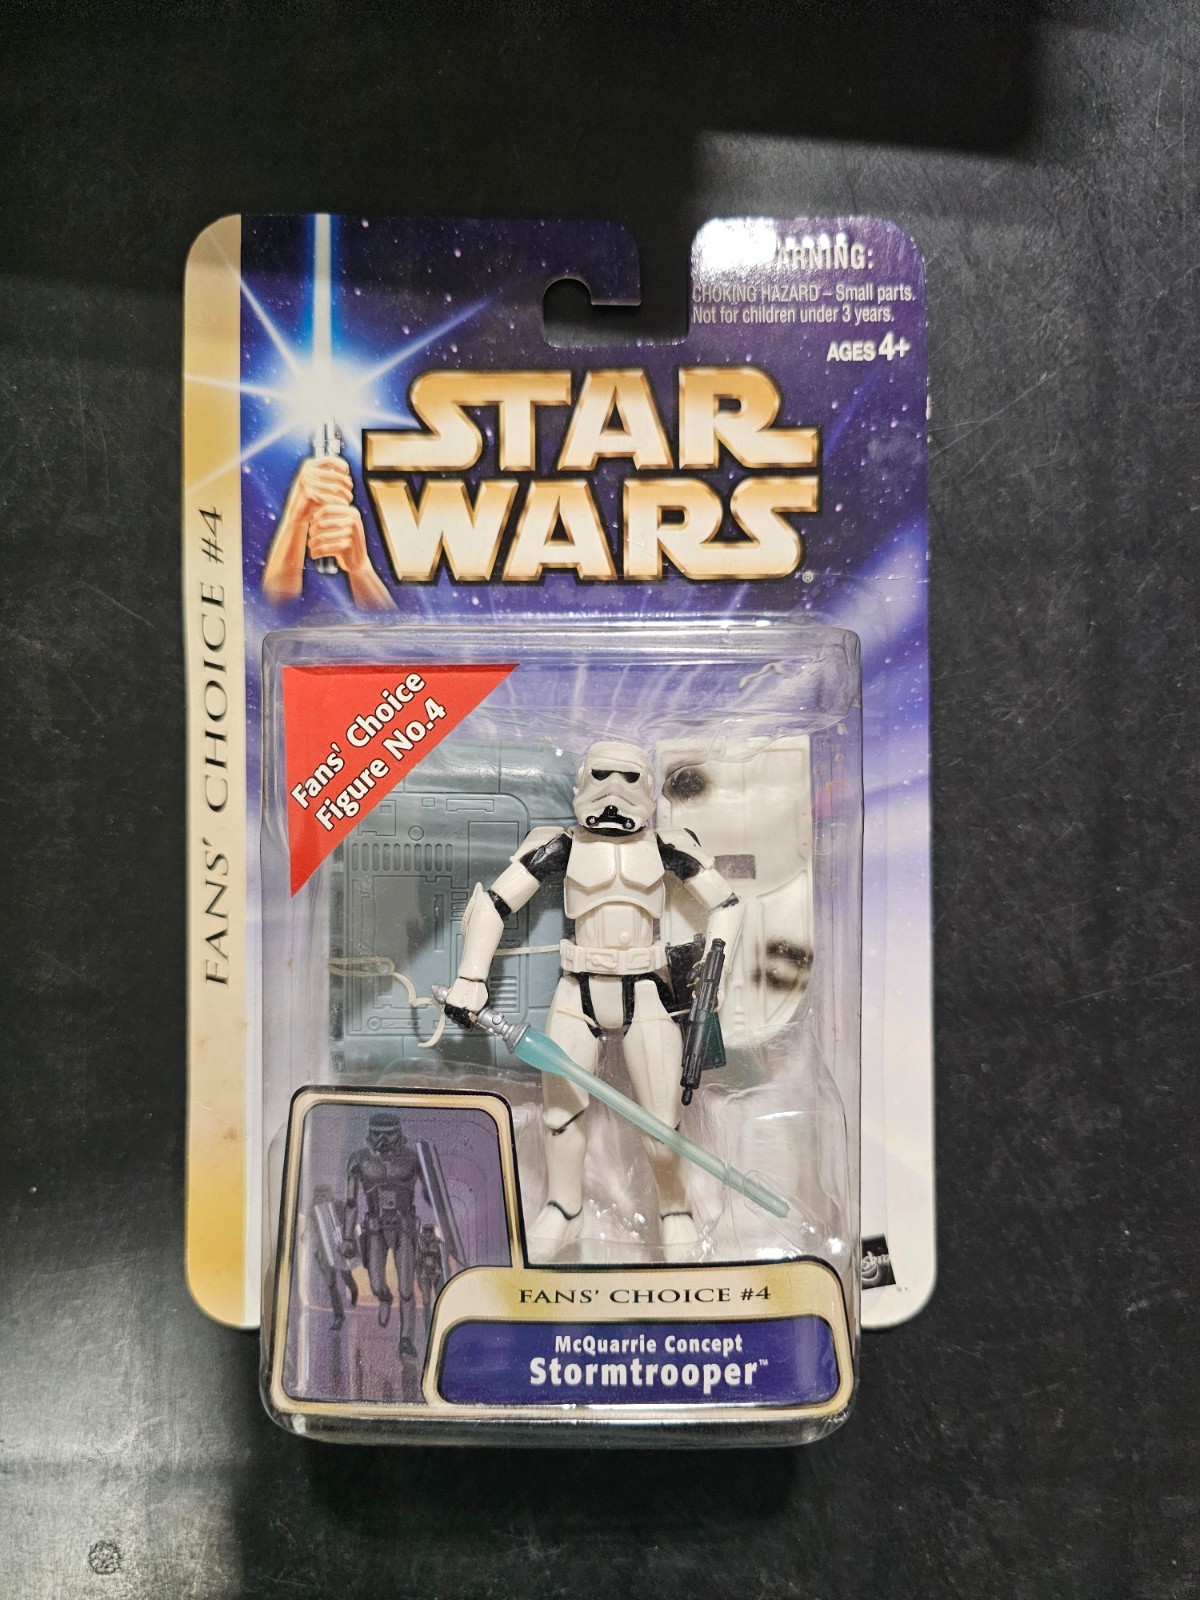 WARNING:
CHOKING HAZARD – Small parts.
Not for children under 3 years.
AGES 4+
STAR
WARS®
FANS' CHOICE #4
Fans' Choice
Figure No.4
FANS' CHOICE #4
McQuarrie Concept
Stormtrooper™